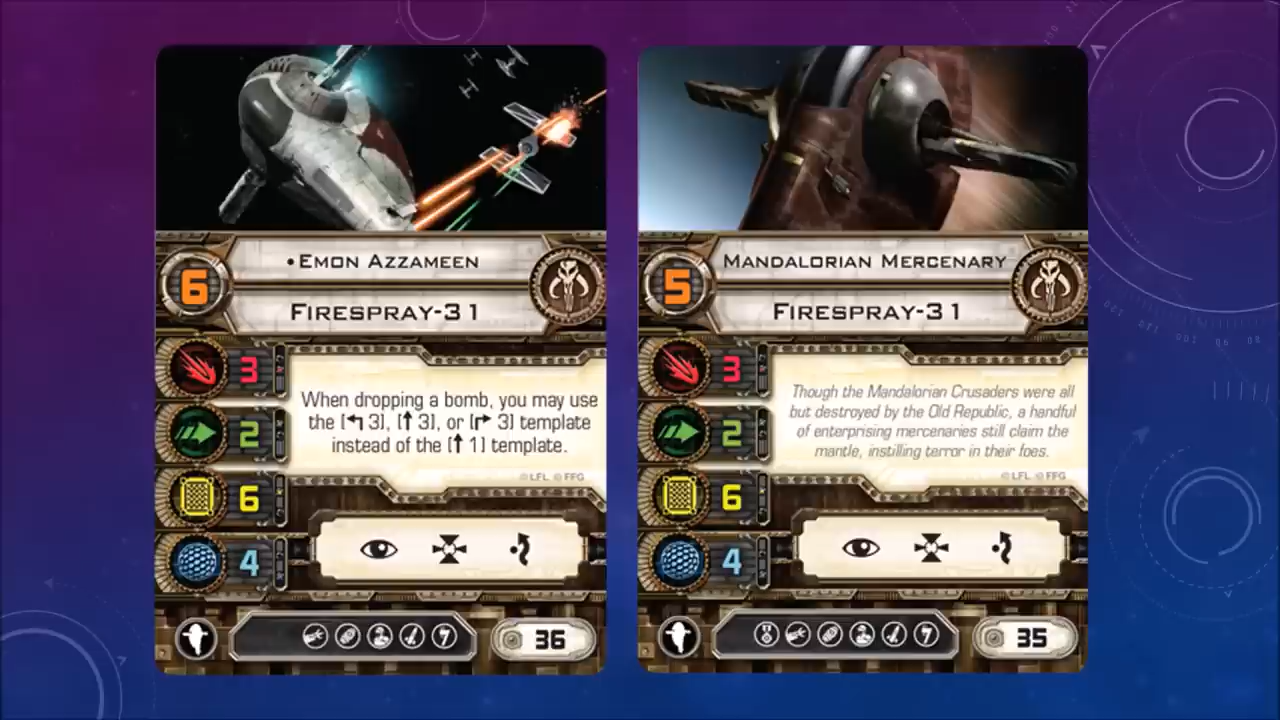 •EMON AZZAMEEN
6
FIRESPRAY-31
3
2
6
4
When dropping a bomb, you may use
the [↰ 3], [⬆ 3], or [↱ 3] template
instead of the [⬆ 1] template.
©LFL ©FFG
36
MANDALORIAN MERCENARY
5
FIRESPRAY-31
3
2
6
4
Though the Mandalorian Crusaders were all
but destroyed by the Old Republic, a handful
of enterprising mercenaries still claim the
mantle, instilling terror in their foes.
©LFL ©FFG
35